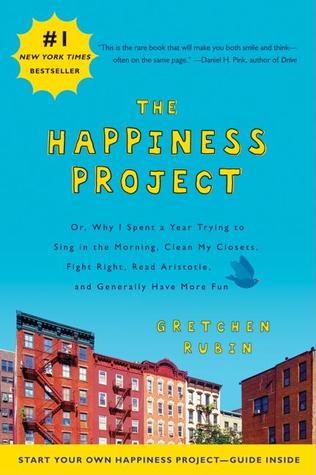 #1
NEW YORK TIMES
BESTSELLER
"This is the rare book that will make you both smile and think—
often on the same page." —Daniel H. Pink, author of Drive
THE
HAPPINESS
PROJECT
Or, Why I Spent a Year Trying to
Sing in the Morning, Clean My Closets,
Fight Right, Read Aristotle,
and Generally Have More Fun
GRETCHEN
RUBIN
START YOUR OWN HAPPINESS PROJECT—GUIDE INSIDE